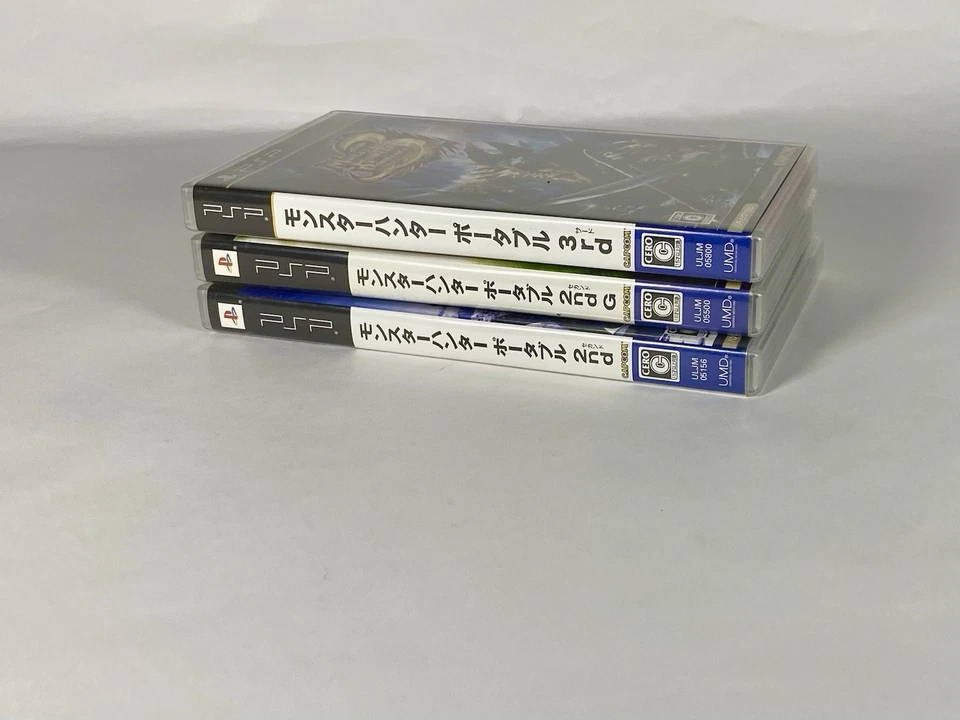 PSP
モンスターハンター ポータブル 3rd
サード
CAPCOM
CERO
C
ULJM
05800
UMD
PSP
モンスターハンター ポータブル 2nd G
セカンド
CAPCOM
CERO
C
ULJM
05500
UMD
PSP
モンスターハンター ポータブル 2nd
セカンド
CAPCOM
CERO
C
ULJM
05156
UMD